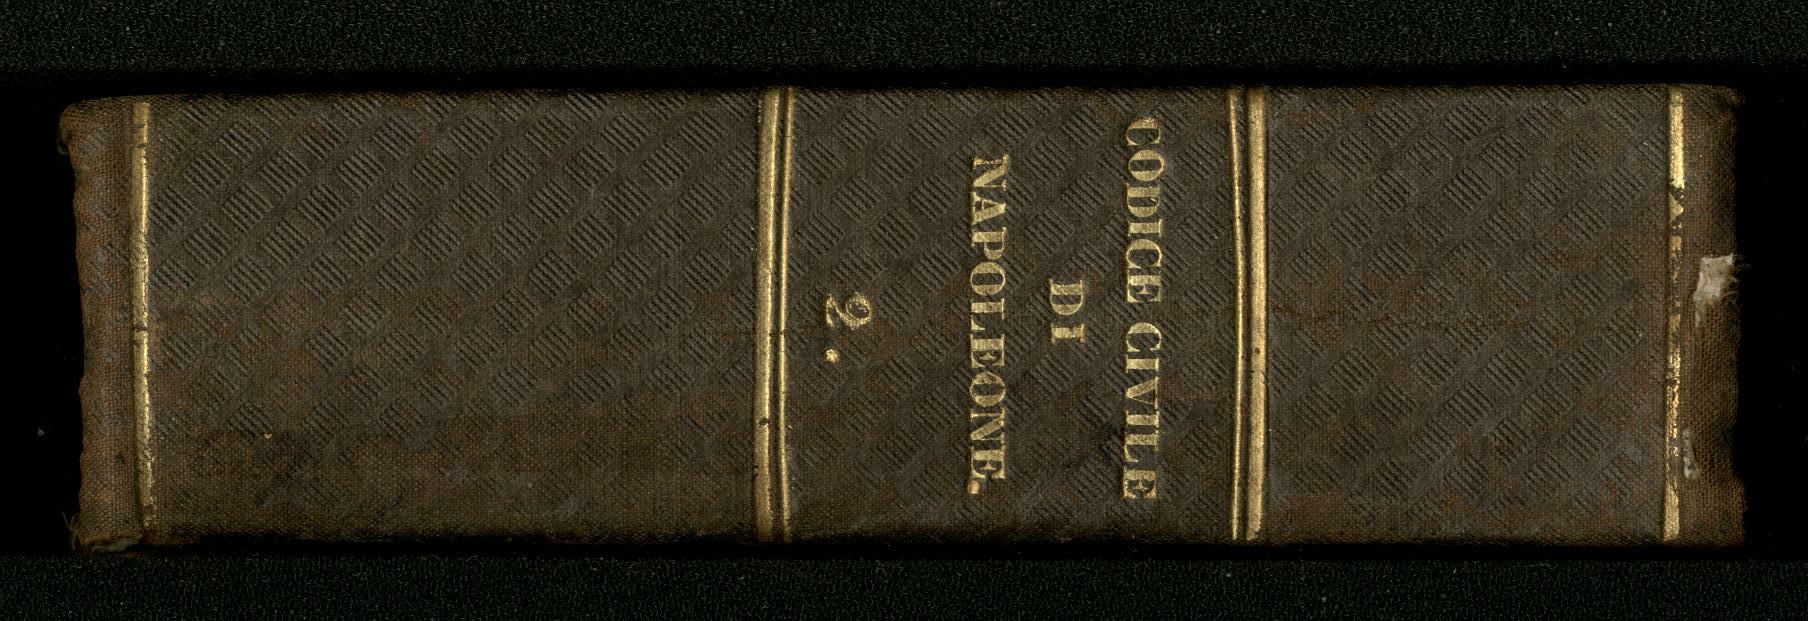 CODICE CIVILE
DI
NAPOLEONE.
2.